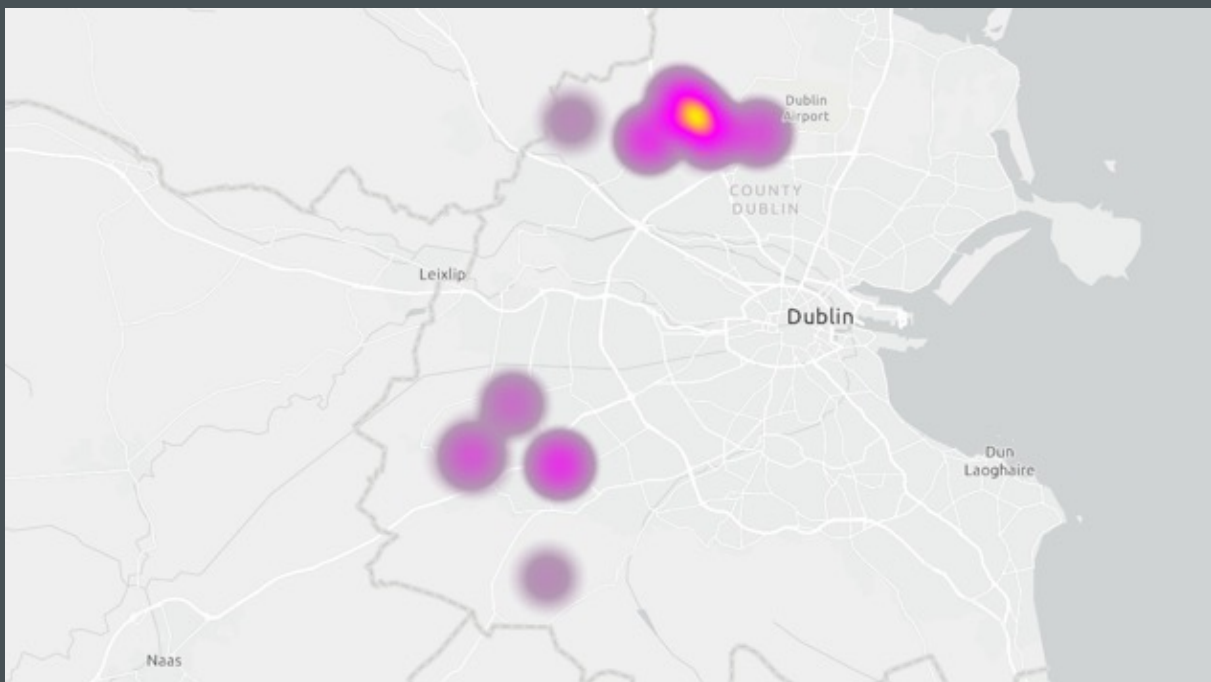 Dublin
Airport
COUNTY
DUBLIN
Leixlip
Dublin
Dun
Laoghaire
Naas